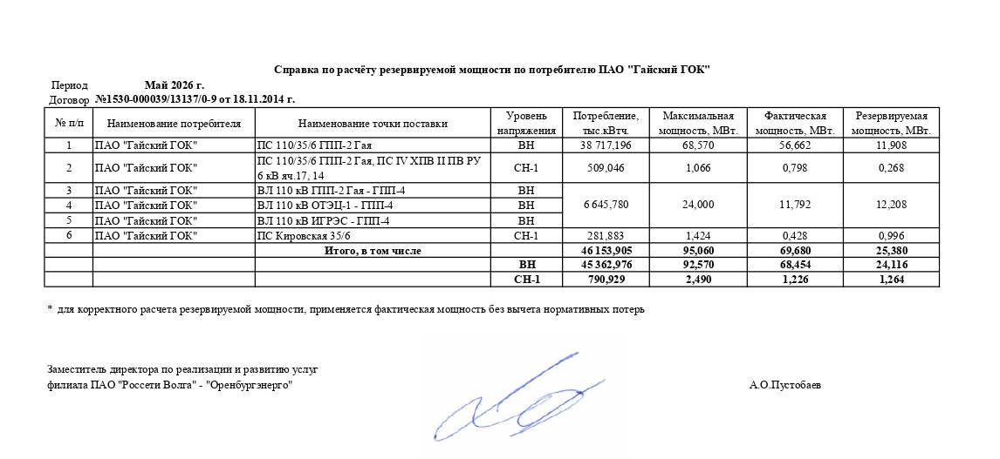 Справка по расчёту резервируемой мощности по потребителю ПАО "Гайский ГОК"
Период Май 2026 г.
Договор №1530-000039/13137/0-9 от 18.11.2014 г.
№ п/п Наименование потребителя Наименование точки поставки Уровень напряжения Потребление, тыс.кВтч. Максимальная мощность, МВт. Фактическая мощность, МВт. Резервируемая мощность, МВт.
1 ПАО "Гайский ГОК" ПС 110/35/6 ГПП-2 Гая ВН 38 717,196 68,570 56,662 11,908
2 ПАО "Гайский ГОК" ПС 110/35/6 ГПП-2 Гая, ПС IV ХПВ II ПВ РУ 6 кВ яч.17, 14 СН-1 509,046 1,066 0,798 0,268
3 ПАО "Гайский ГОК" ВЛ 110 кВ ГПП-2 Гая - ГПП-4 ВН
4 ПАО "Гайский ГОК" ВЛ 110 кВ ОТЭЦ-1 - ГПП-4 ВН 6 645,780 24,000 11,792 12,208
5 ПАО "Гайский ГОК" ВЛ 110 кВ ИГРЭС - ГПП-4 ВН
6 ПАО "Гайский ГОК" ПС Кировская 35/6 СН-1 281,883 1,424 0,428 0,996
Итого, в том числе 46 153,905 95,060 69,680 25,380
ВН 45 362,976 92,570 68,454 24,116
СН-1 790,929 2,490 1,226 1,264
* для корректного расчета резервируемой мощности, применяется фактическая мощность без вычета нормативных потерь
Заместитель директора по реализации и развитию услуг
филиала ПАО "Россети Волга" - "Оренбургэнерго" А.О.Пустобаев